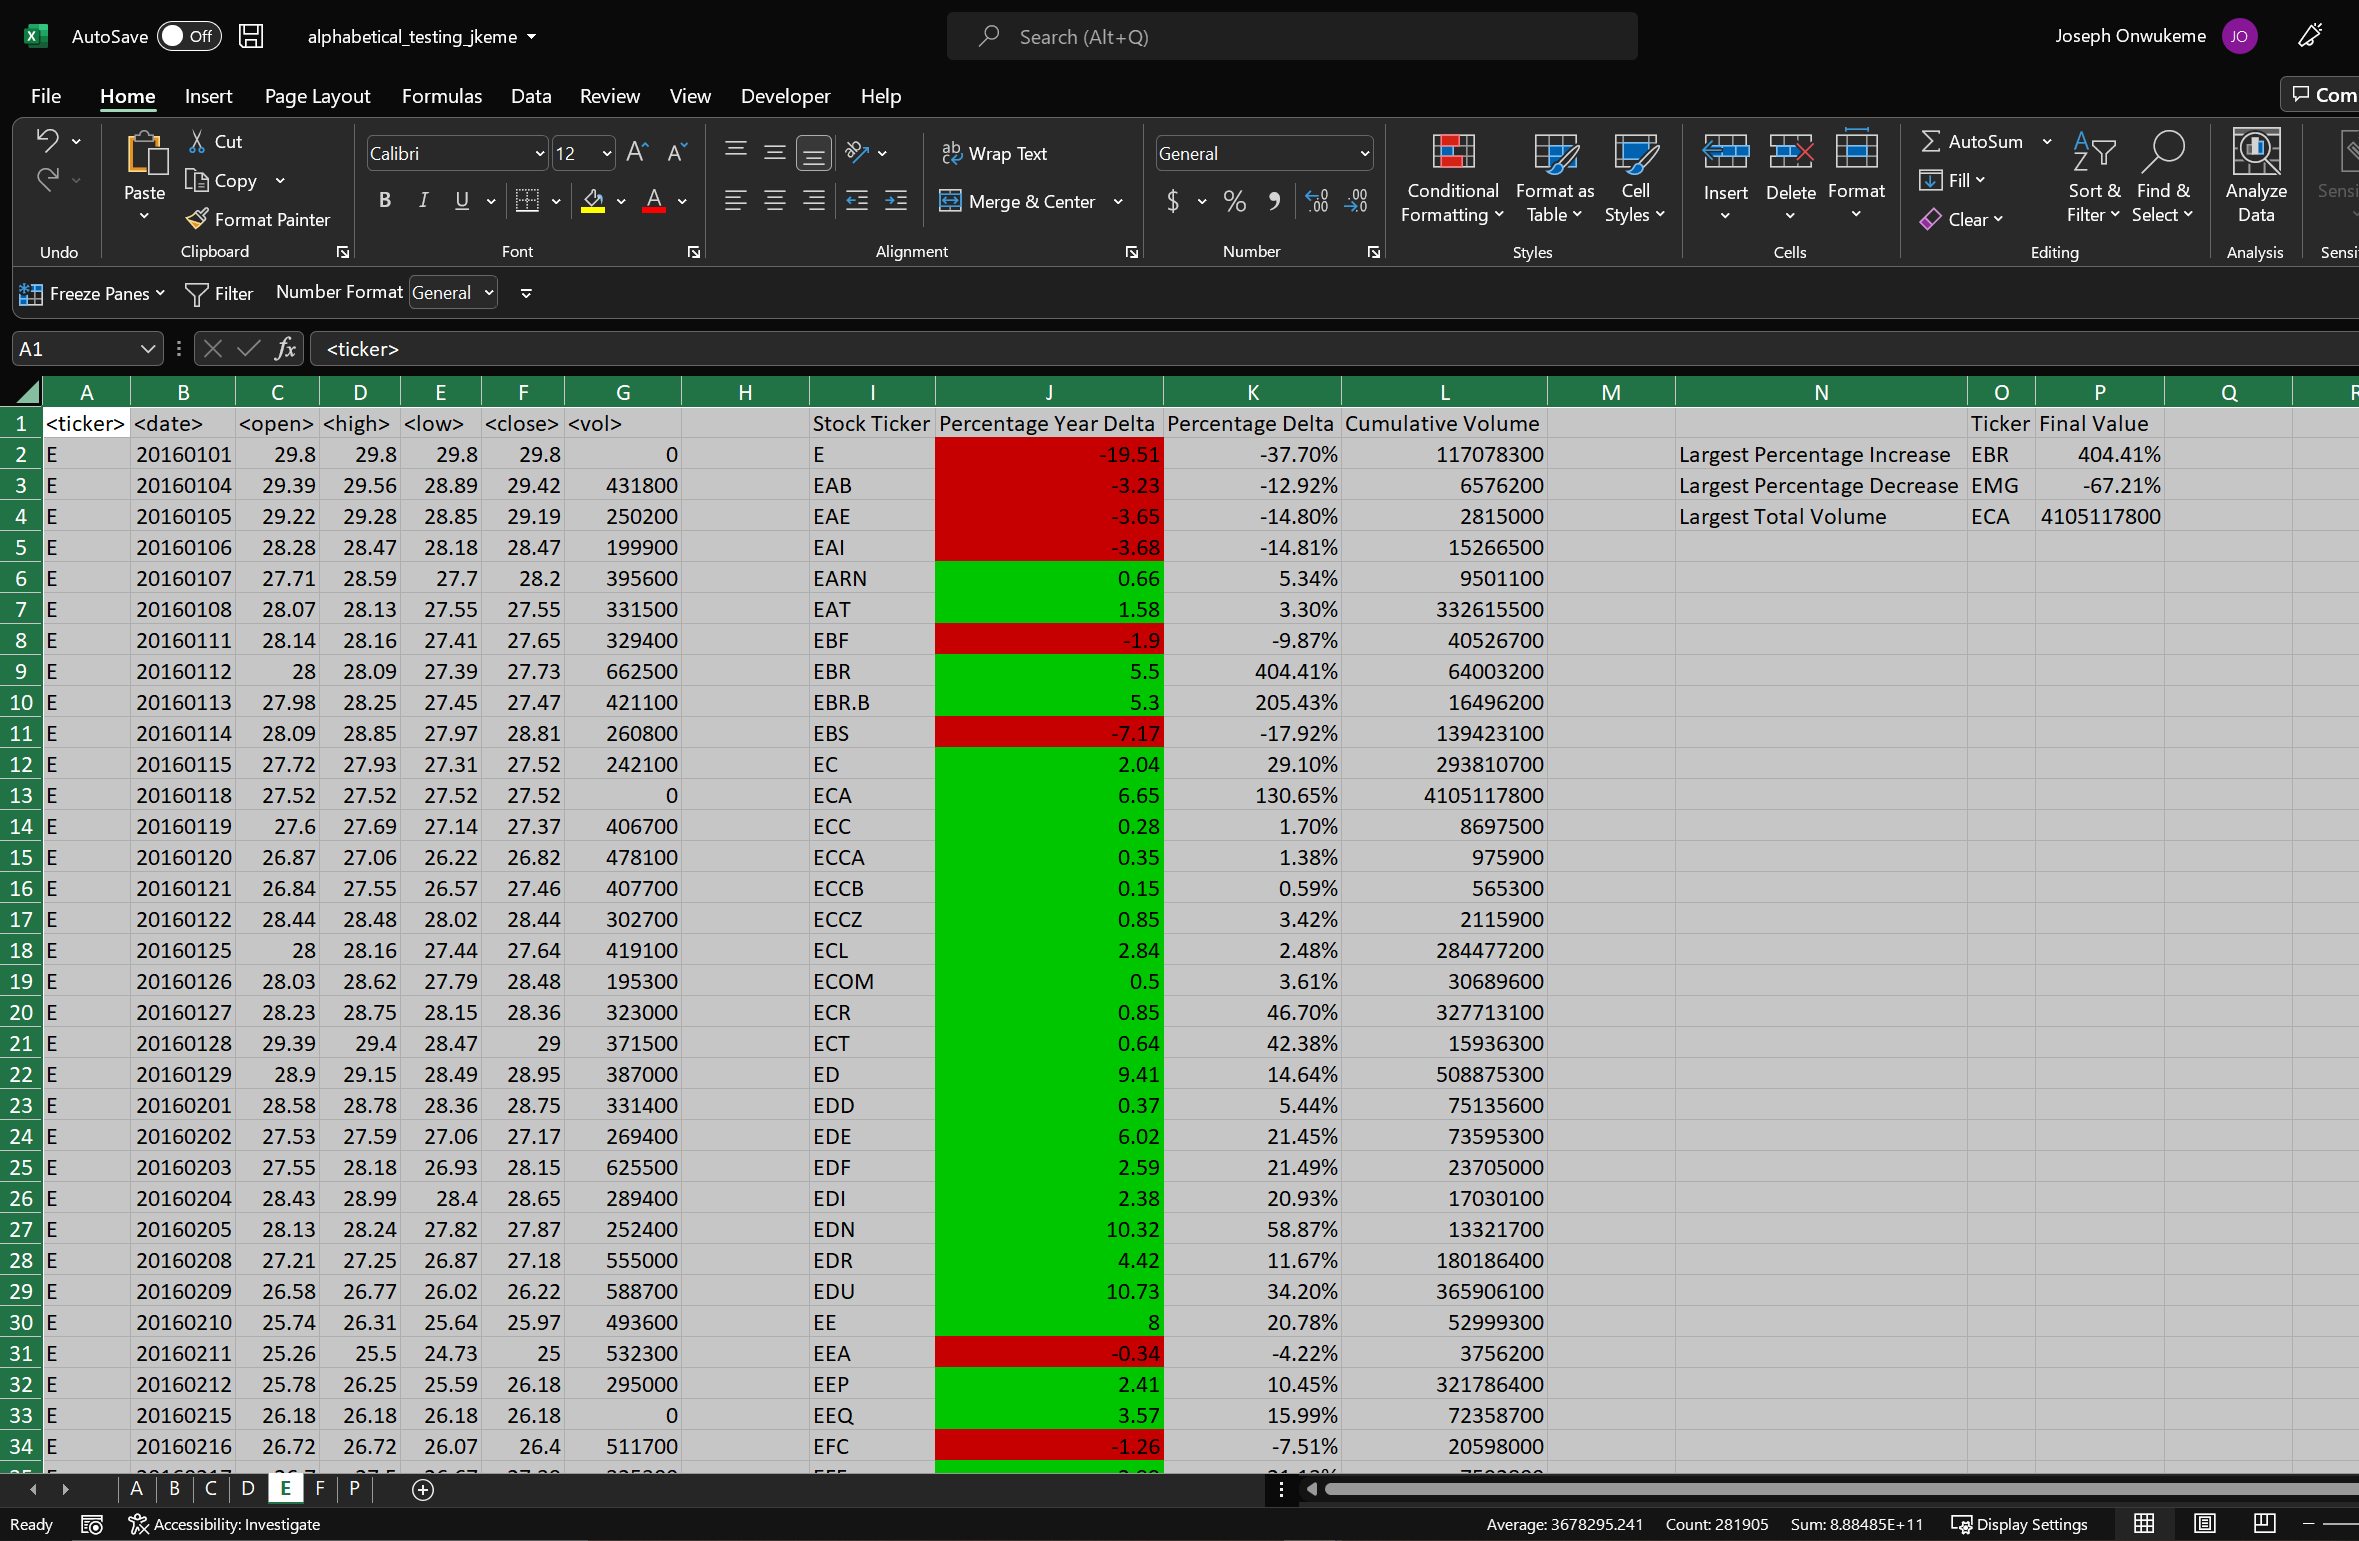 AutoSave Off alphabetical_testing_jkeme Search (Alt+Q) Joseph Onwukeme JO
File Home Insert Page Layout Formulas Data Review View Developer Help Com
Paste Cut Copy Format Painter Calibri 12 Wrap Text General Conditional Formatting Format as Table Cell Styles Insert Delete Format AutoSum Fill Clear Sort & Filter Find & Select Analyze Data Sensi
B I U A Merge & Center $ %
Undo Clipboard Font Alignment Number Styles Cells Editing Analysis Sensi
Freeze Panes Filter Number Format General
A1 fx <ticker>
A B C D E F G H I J K L M N O P Q R
1 <ticker> <date> <open> <high> <low> <close> <vol> Stock Ticker Percentage Year Delta Percentage Delta Cumulative Volume Ticker Final Value
2 E 20160101 29.8 29.8 29.8 29.8 0 E -19.51 -37.70% 117078300 Largest Percentage Increase EBR 404.41%
3 E 20160104 29.39 29.56 28.89 29.42 431800 EAB -3.23 -12.92% 6576200 Largest Percentage Decrease EMG -67.21%
4 E 20160105 29.22 29.28 28.85 29.19 250200 EAE -3.65 -14.80% 2815000 Largest Total Volume ECA 4105117800
5 E 20160106 28.28 28.47 28.18 28.47 199900 EAI -3.68 -14.81% 15266500
6 E 20160107 27.71 28.59 27.7 28.2 395600 EARN 0.66 5.34% 9501100
7 E 20160108 28.07 28.13 27.55 27.55 331500 EAT 1.58 3.30% 332615500
8 E 20160111 28.14 28.16 27.41 27.65 329400 EBF -1.9 -9.87% 40526700
9 E 20160112 28 28.09 27.39 27.73 662500 EBR 5.5 404.41% 64003200
10 E 20160113 27.98 28.25 27.45 27.47 421100 EBR.B 5.3 205.43% 16496200
11 E 20160114 28.09 28.85 27.97 28.81 260800 EBS -7.17 -17.92% 139423100
12 E 20160115 27.72 27.93 27.31 27.52 242100 EC 2.04 29.10% 293810700
13 E 20160118 27.52 27.52 27.52 27.52 0 ECA 6.65 130.65% 4105117800
14 E 20160119 27.6 27.69 27.14 27.37 406700 ECC 0.28 1.70% 8697500
15 E 20160120 26.87 27.06 26.22 26.82 478100 ECCA 0.35 1.38% 975900
16 E 20160121 26.84 27.55 26.57 27.46 407700 ECCB 0.15 0.59% 565300
17 E 20160122 28.44 28.48 28.02 28.44 302700 ECCZ 0.85 3.42% 2115900
18 E 20160125 28 28.16 27.44 27.64 419100 ECL 2.84 2.48% 284477200
19 E 20160126 28.03 28.62 27.79 28.48 195300 ECOM 0.5 3.61% 30689600
20 E 20160127 28.23 28.75 28.15 28.36 323000 ECR 0.85 46.70% 327713100
21 E 20160128 29.39 29.4 28.47 29 371500 ECT 0.64 42.38% 15936300
22 E 20160129 28.9 29.15 28.49 28.95 387000 ED 9.41 14.64% 508875300
23 E 20160201 28.58 28.78 28.36 28.75 331400 EDD 0.37 5.44% 75135600
24 E 20160202 27.53 27.59 27.06 27.17 269400 EDE 6.02 21.45% 73595300
25 E 20160203 27.55 28.18 26.93 28.15 625500 EDF 2.59 21.49% 23705000
26 E 20160204 28.43 28.99 28.4 28.65 289400 EDI 2.38 20.93% 17030100
27 E 20160205 28.13 28.24 27.82 27.87 252400 EDN 10.32 58.87% 13321700
28 E 20160208 27.21 27.25 26.87 27.18 555000 EDR 4.42 11.67% 180186400
29 E 20160209 26.58 26.77 26.02 26.22 588700 EDU 10.73 34.20% 365906100
30 E 20160210 25.74 26.31 25.64 25.97 493600 EE 8 20.78% 52999300
31 E 20160211 25.26 25.5 24.73 25 532300 EEA -0.34 -4.22% 3756200
32 E 20160212 25.78 26.25 25.59 26.18 295000 EEP 2.41 10.45% 321786400
33 E 20160215 26.18 26.18 26.18 26.18 0 EEQ 3.57 15.99% 72358700
34 E 20160216 26.72 26.72 26.07 26.4 511700 EFC -1.26 -7.51% 20598000
A B C D E F P
Ready Accessibility: Investigate Average: 3678295.241 Count: 281905 Sum: 8.88485E+11 Display Settings